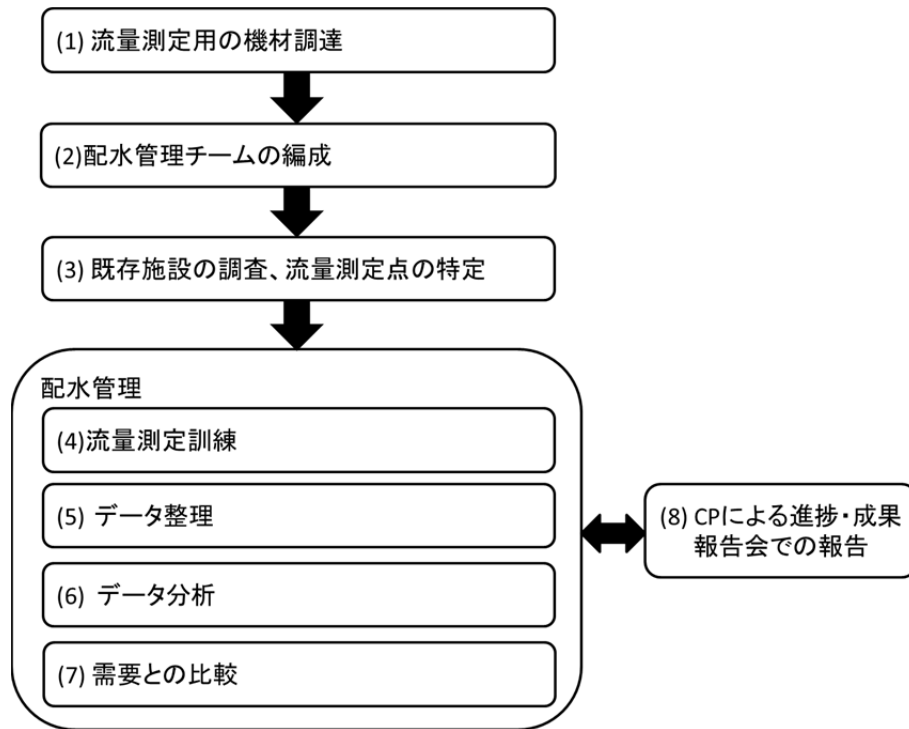 (1) 流量測定用の機材調達
(2)配水管理チームの編成
(3) 既存施設の調査、流量測定点の特定
配水管理
(4)流量測定訓練
(5) データ整理
(6) データ分析
(7) 需要との比較
(8) CPによる進捗・成果
報告会での報告